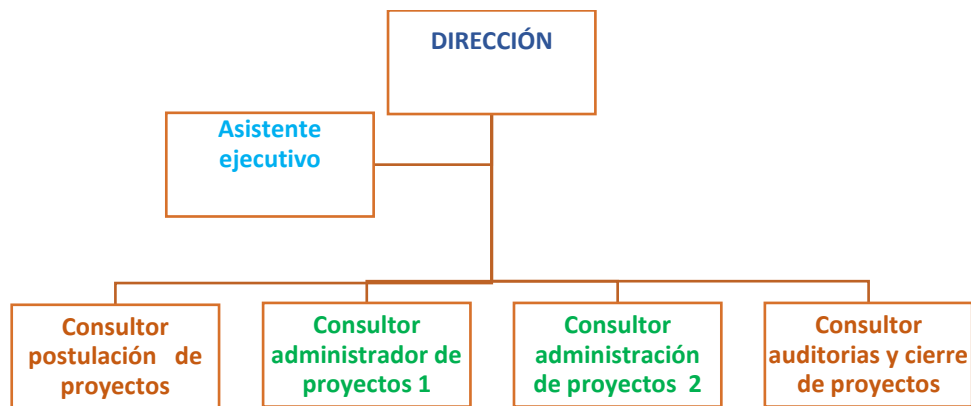 DIRECCIÓN
Asistente
ejecutivo
Consultor
postulación de
proyectos
Consultor
administrador de
proyectos 1
Consultor
administración
de proyectos 2
Consultor
auditorias y cierre
de proyectos